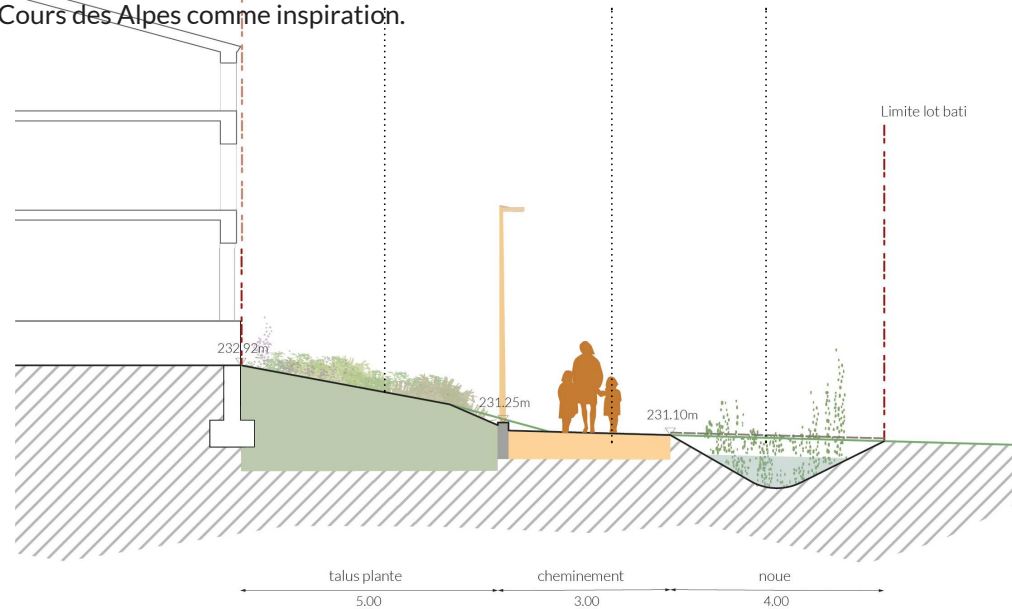 Cours des Alpes comme inspiration.
Limite lot bati
232.92m
231.25m
231.10m
talus plante
cheminement
noue
5.00
3.00
4.00